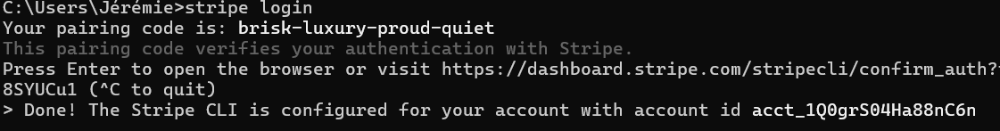 C:\Users\Jérémie>stripe login
Your pairing code is: brisk-luxury-proud-quiet
This pairing code verifies your authentication with Stripe.
Press Enter to open the browser or visit https://dashboard.stripe.com/stripecli/confirm_auth?
8SYUCu1 (^C to quit)
> Done! The Stripe CLI is configured for your account with account id acct_1Q0grS04Ha88nC6n